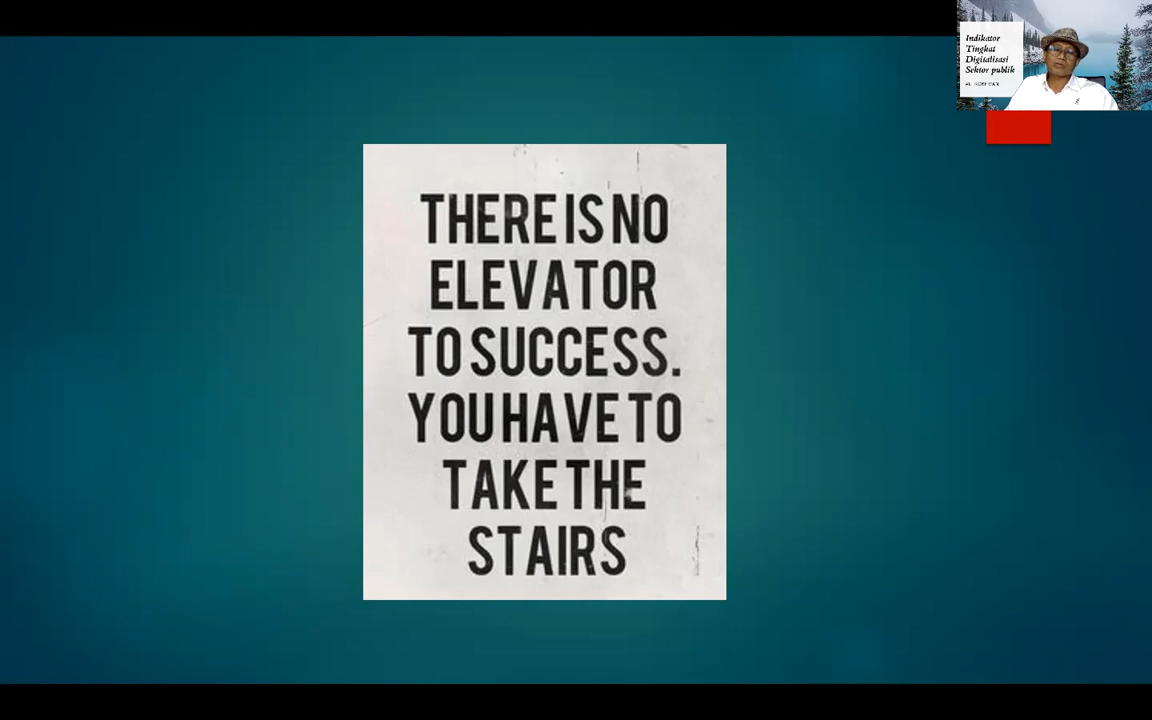 Indikator
Tingkat
Digitalisasi
Sektor publik
THERE IS NO
ELEVATOR
TO SUCCESS.
YOU HAVE TO
TAKE THE
STAIRS